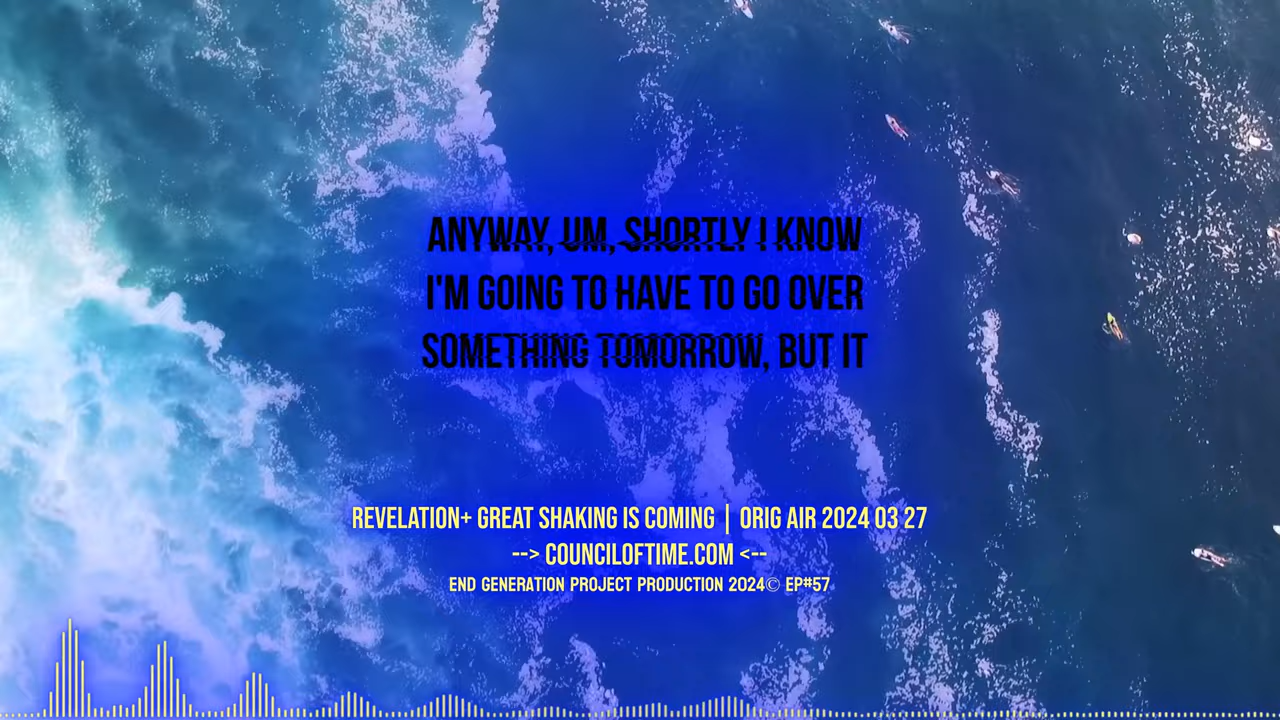 ANYWAY, UM, SHORTLY I KNOW
I'M GOING TO HAVE TO GO OVER
SOMETHING TOMORROW, BUT IT
REVELATION+ GREAT SHAKING IS COMING | ORIG AIR 2024 03 27
--> COUNCILOFTIME.COM <--
END GENERATION PROJECT PRODUCTION 2024© EP#57